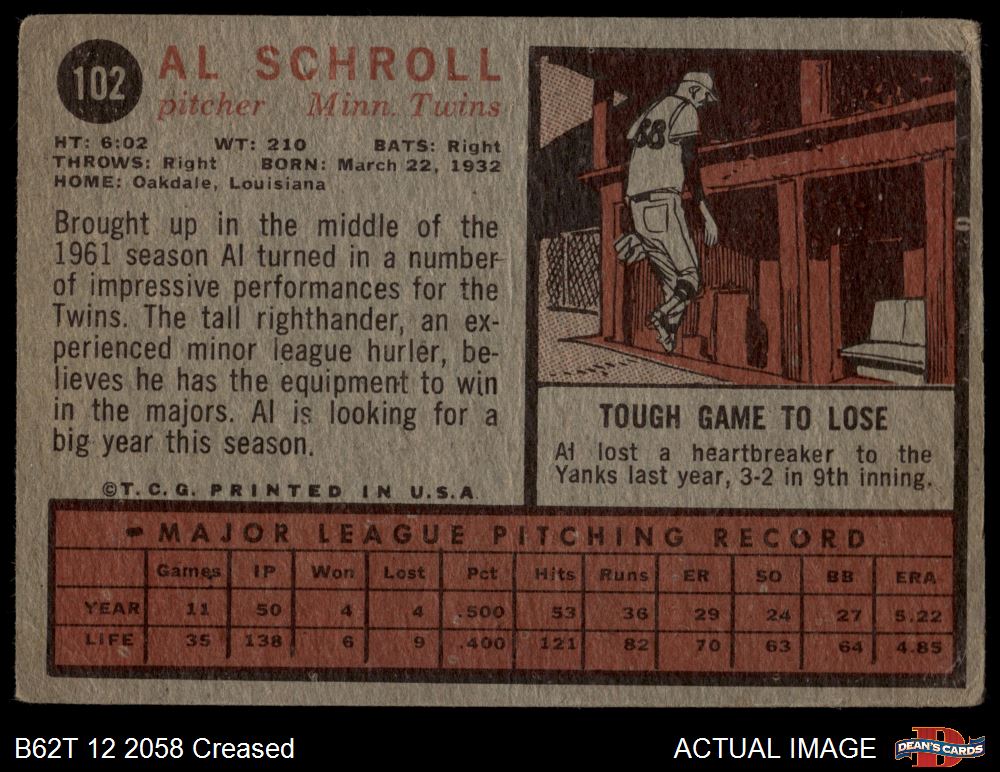 102
AL SCHROLL
pitcher Minn. Twins
HT: 6:02 WT: 210 BATS: Right
THROWS: Right BORN: March 22, 1932
HOME: Oakdale, Louisiana
Brought up in the middle of the
1961 season Al turned in a number
of impressive performances for the
Twins. The tall righthander, an ex-
perienced minor league hurler, be-
lieves he has the equipment to win
in the majors. Al is looking for a
big year this season.
©T.C.G. PRINTED IN U.S.A.
68
TOUGH GAME TO LOSE
Al lost a heartbreaker to the
Yanks last year, 3-2 in 9th inning.
MAJOR LEAGUE PITCHING RECORD
Games IP Won Lost Pct Hits Runs ER SO BB ERA
YEAR 11 50 4 4 .500 53 36 29 24 27 5.22
LIFE 35 138 6 9 .400 121 82 70 63 64 4.85
B62T 12 2058 Creased
ACTUAL IMAGE
DEAN'S CARDS